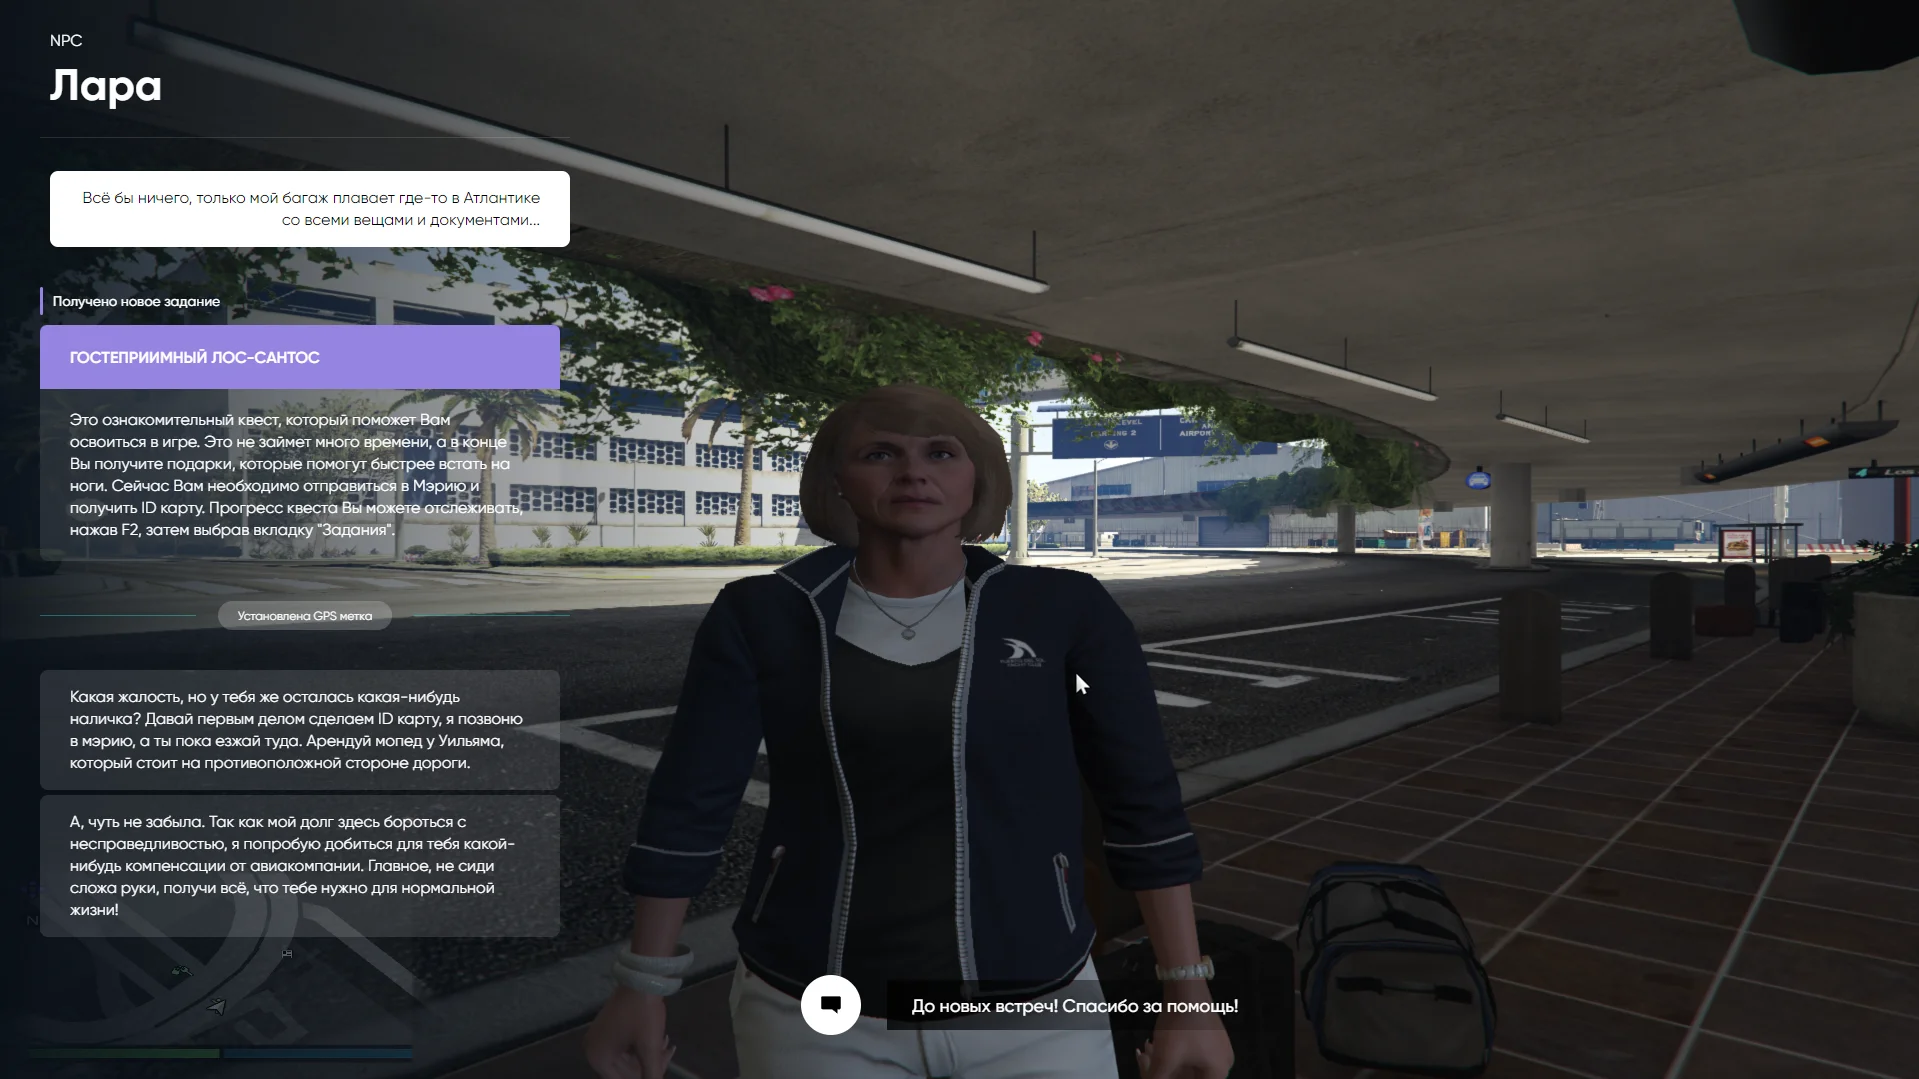 NPC
Лара
Всё бы ничего, только мой багаж плавает где-то в Атлантике
со всеми вещами и документами...
Получено новое задание
ГОСТЕПРИИМНЫЙ ЛОС-САНТОС
Это ознакомительный квест, который поможет Вам
освоиться в игре. Это не займет много времени, а в конце
Вы получите подарки, которые помогут быстрее встать на
ноги. Сейчас Вам необходимо отправиться в Мэрию и
получить ID карту. Прогресс квеста Вы можете отслеживать,
нажав F2, затем выбрав вкладку "Задания".
Установлена GPS метка
Какая жалость, но у тебя же осталась какая-нибудь
наличка? Давай первым делом сделаем ID карту, я позвоню
в мэрию, а ты пока езжай туда. Арендуй мопед у Уильяма,
который стоит на противоположной стороне дороги.
А, чуть не забыла. Так как мой долг здесь бороться с
несправедливостью, я попробую добиться для тебя какой-
нибудь компенсации от авиакомпании. Главное, не сиди
сложа руки, получи всё, что тебе нужно для нормальной
жизни!
N
До новых встреч! Спасибо за помощь!